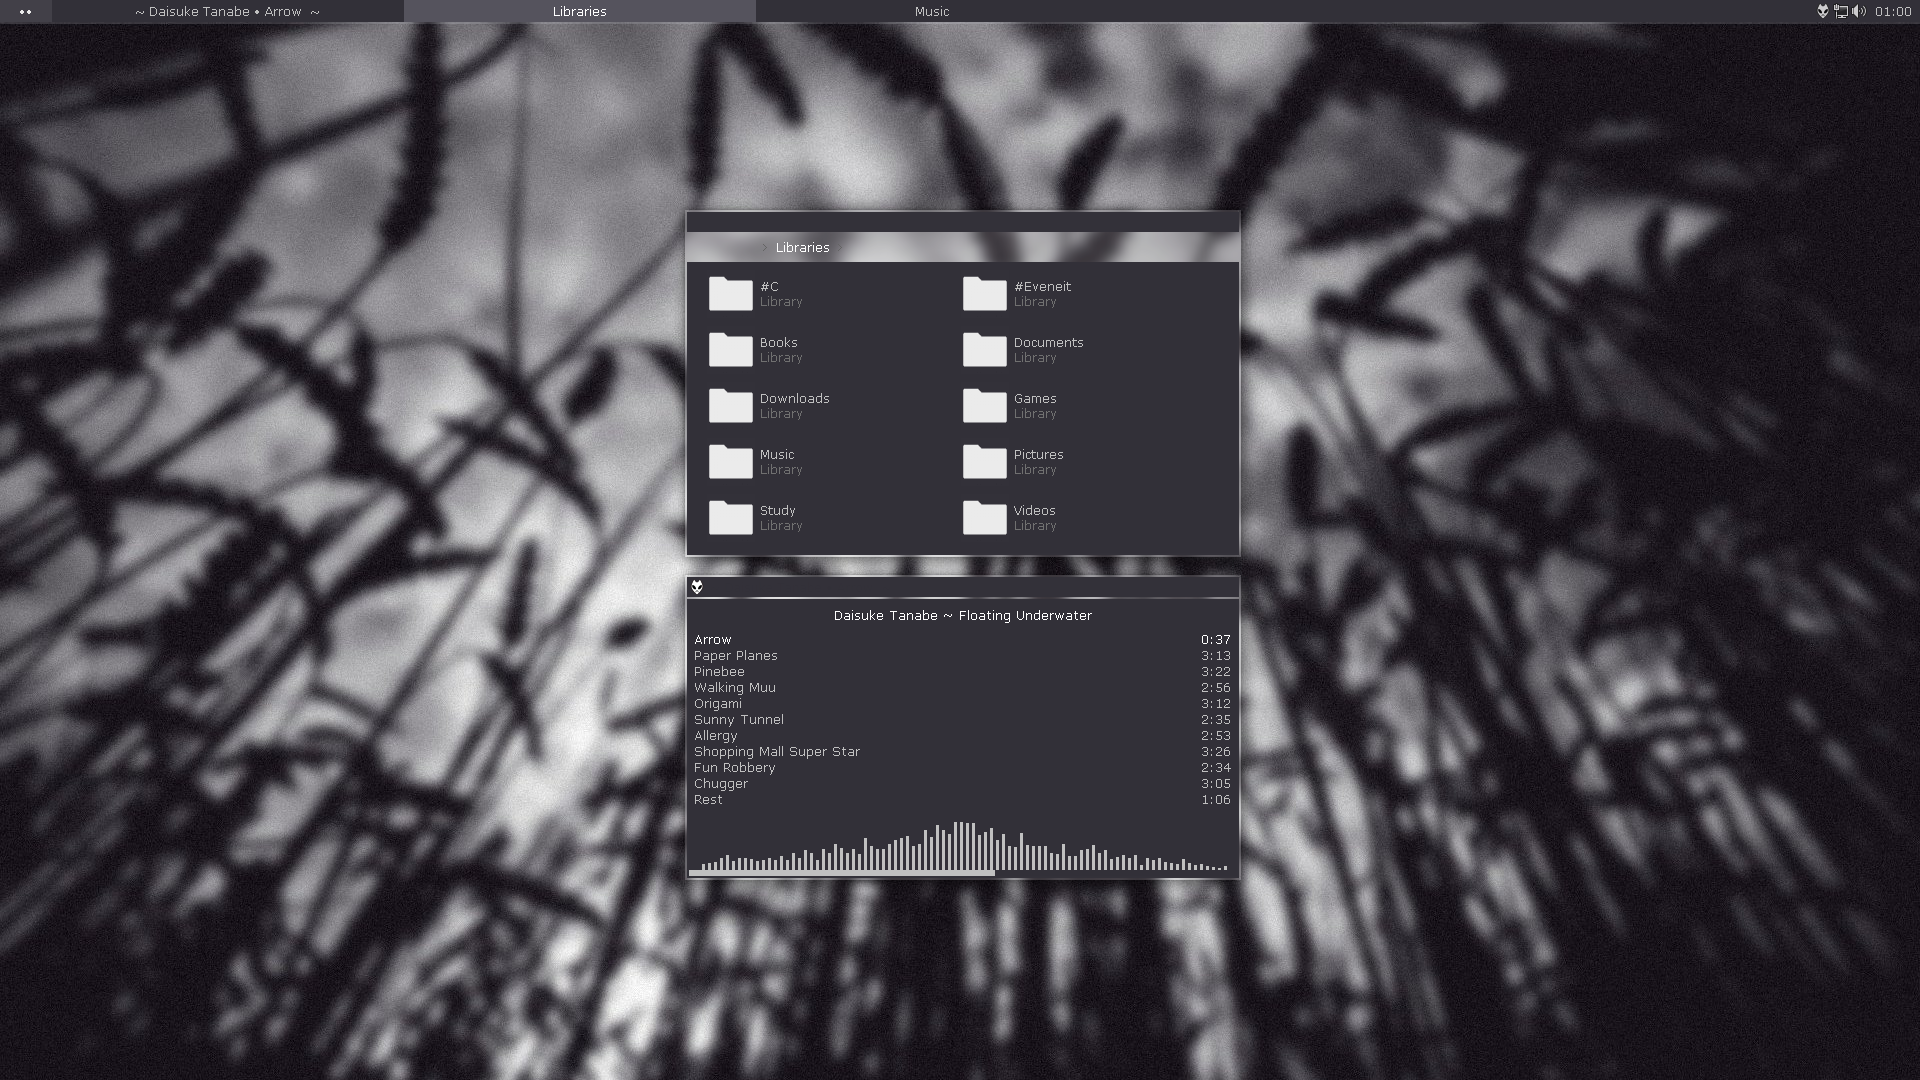 ~ Daisuke Tanabe • Arrow ~
Libraries
Music
01:00
Libraries
#C
Library
#Eveneit
Library
Books
Library
Documents
Library
Downloads
Library
Games
Library
Music
Library
Pictures
Library
Study
Library
Videos
Library
Daisuke Tanabe ~ Floating Underwater
Arrow 0:37
Paper Planes 3:13
Pinebee 3:22
Walking Muu 2:56
Origami 3:12
Sunny Tunnel 2:35
Allergy 2:53
Shopping Mall Super Star 3:26
Fun Robbery 2:34
Chugger 3:05
Rest 1:06